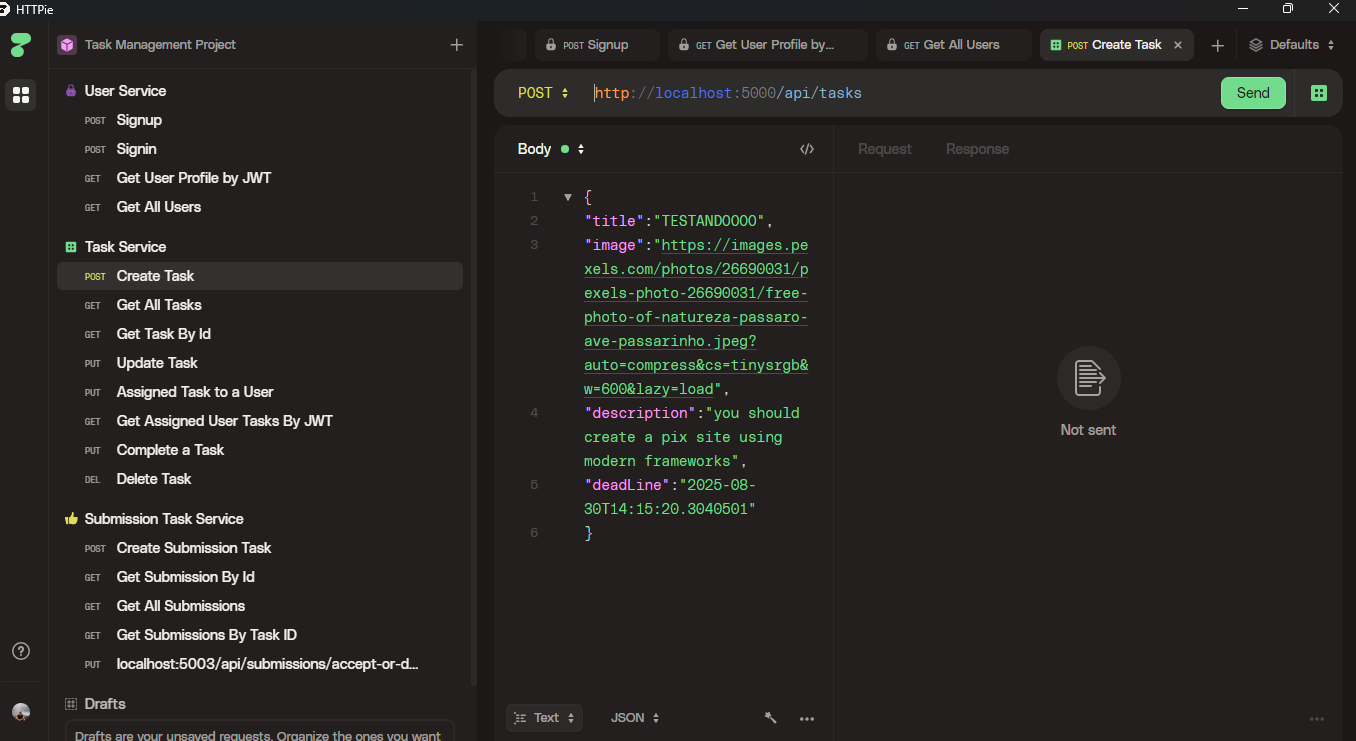 HTTPie
Task Management Project
User Service
POST Signup
POST Signin
GET Get User Profile by JWT
GET Get All Users
Task Service
POST Create Task
GET Get All Tasks
GET Get Task By Id
PUT Update Task
PUT Assigned Task to a User
GET Get Assigned User Tasks By JWT
PUT Complete a Task
DEL Delete Task
Submission Task Service
POST Create Submission Task
GET Get Submission By Id
GET Get All Submissions
GET Get Submissions By Task ID
PUT localhost:5003/api/submissions/accept-or-d...
Drafts
Drafts are your unsaved requests. Organize the ones you want
POST Signup
GET Get User Profile by...
GET Get All Users
POST Create Task
Defaults
POST http://localhost:5000/api/tasks
Send
Body
</>
Request
Response
1 {
2 "title":"TESTANDOOOO",
3 "image":"https://images.pe
xels.com/photos/26690031/p
exels-photo-26690031/free-
photo-of-natureza-passaro-
ave-passarinho.jpeg?
auto=compress&cs=tinysrgb&
w=600&lazy=load",
4 "description":"you should
create a pix site using
modern frameworks",
5 "deadLine":"2025-08-
30T14:15:20.3040501"
6 }
Not sent
Text
JSON